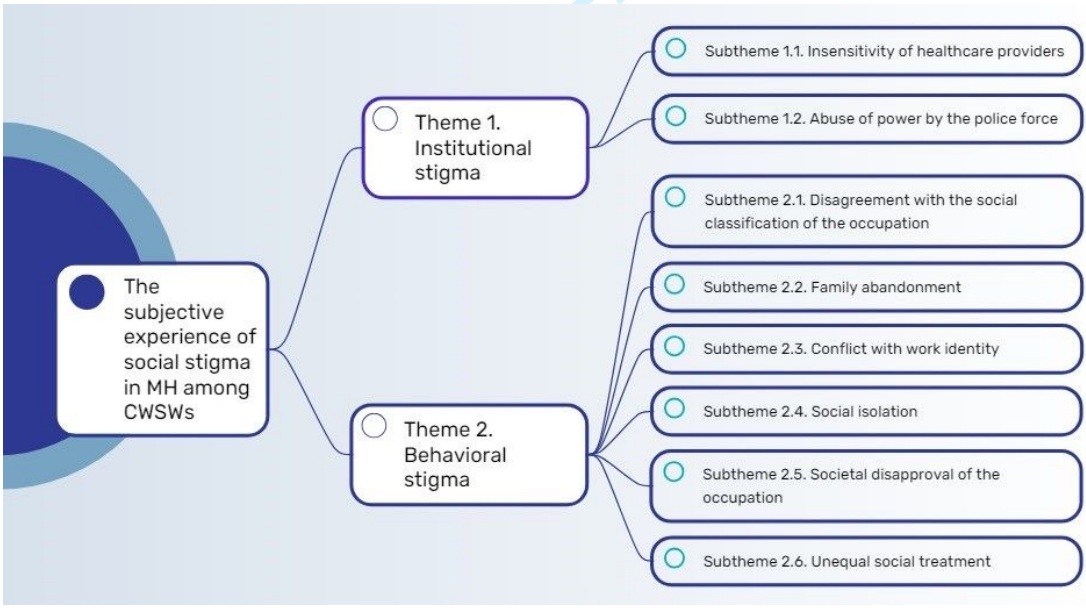 The
subjective
experience of
social stigma
in MH among
CWSWs
Theme 1.
Institutional
stigma
Subtheme 1.1. Insensitivity of healthcare providers
Subtheme 1.2. Abuse of power by the police force
Theme 2.
Behavioral
stigma
Subtheme 2.1. Disagreement with the social
classification of the occupation
Subtheme 2.2. Family abandonment
Subtheme 2.3. Conflict with work identity
Subtheme 2.4. Social isolation
Subtheme 2.5. Societal disapproval of the
occupation
Subtheme 2.6. Unequal social treatment